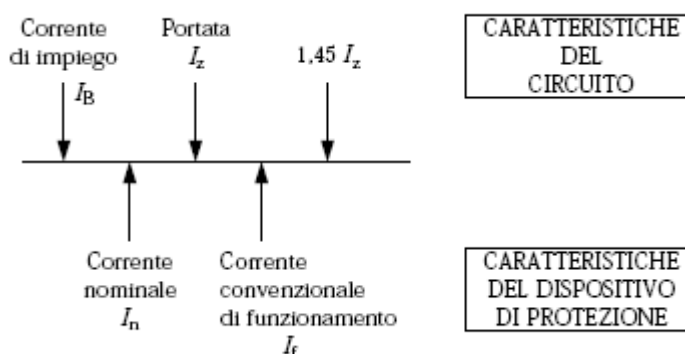 Corrente
di impiego
I_B
Portata
I_z
1,45 I_z
CARATTERISTICHE
DEL
CIRCUITO
Corrente
nominale
I_n
Corrente
convenzionale
di funzionamento
I_f
CARATTERISTICHE
DEL DISPOSITIVO
DI PROTEZIONE